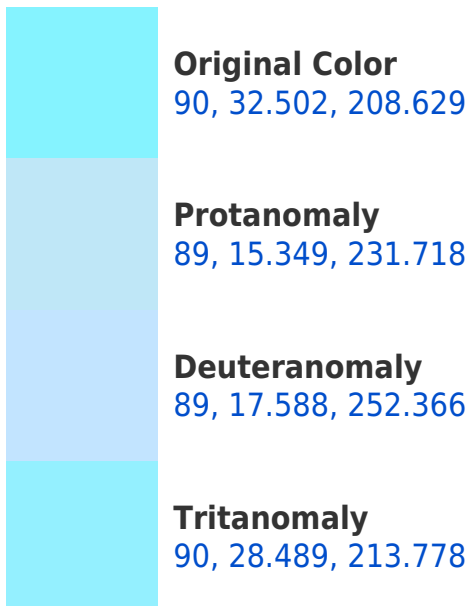 Original Color
90, 32.502, 208.629
Protanomaly
89, 15.349, 231.718
Deuteranomaly
89, 17.588, 252.366
Tritanomaly
90, 28.489, 213.778